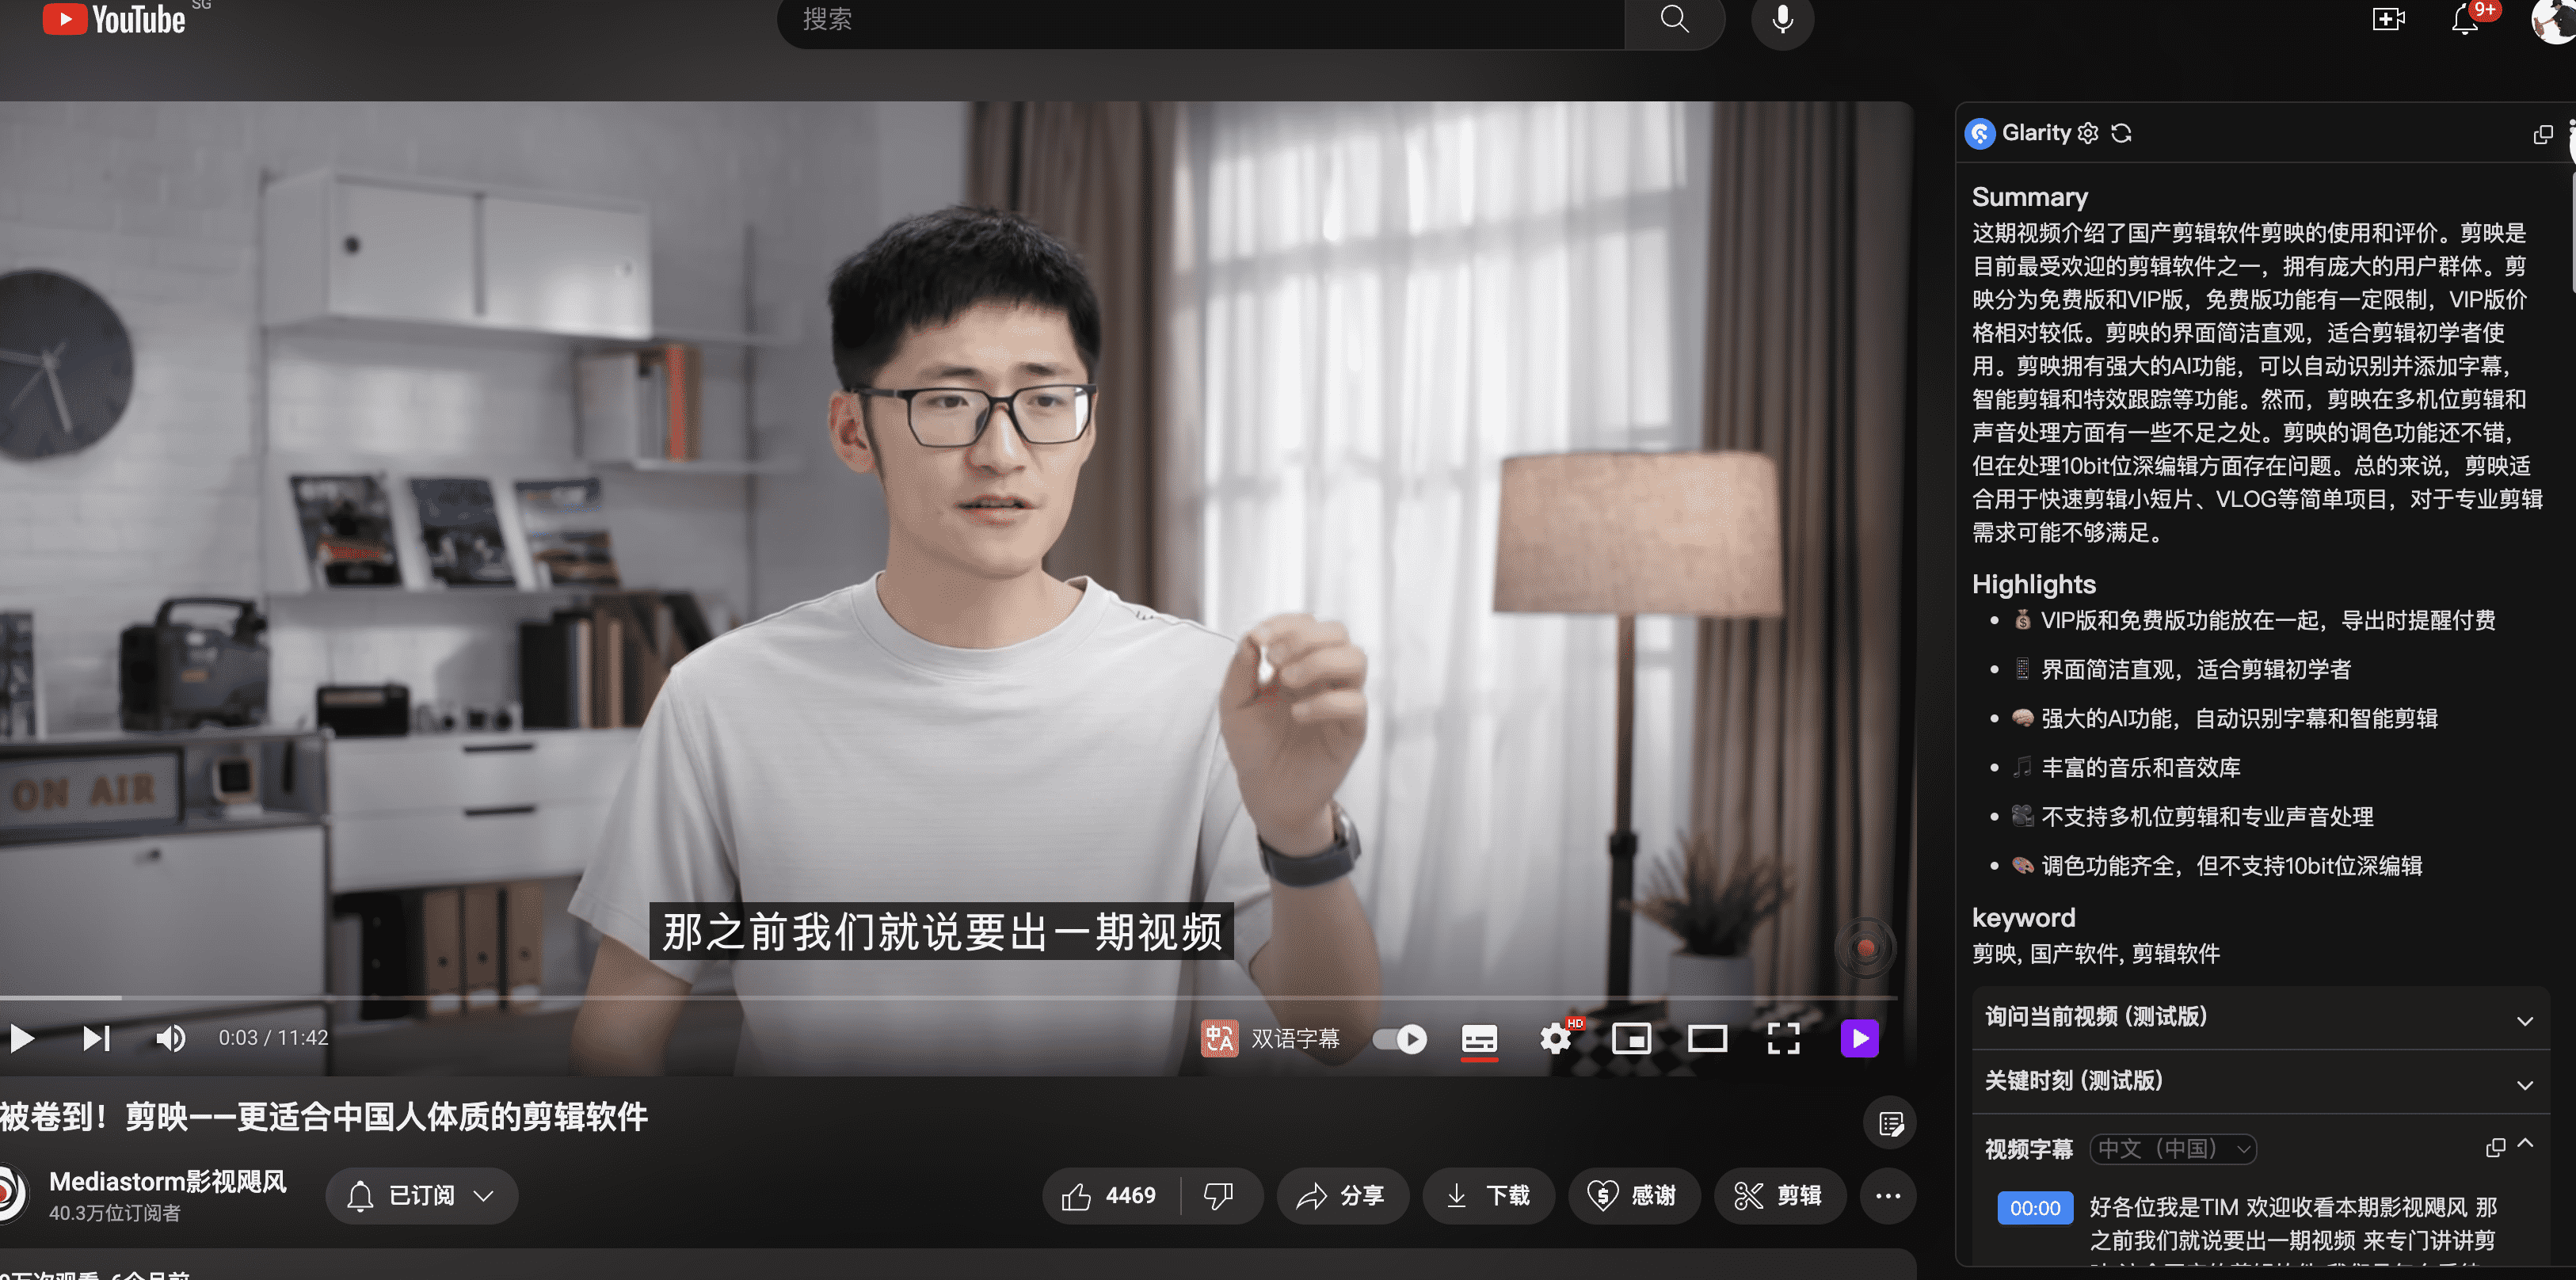 YouTube SG
搜索
9+
ON AIR
那之前我们就说要出一期视频
0:03 / 11:42
中A 双语字幕
HD
被卷到！剪映——更适合中国人体质的剪辑软件
Mediastorm影视飓风
40.3万位订阅者
已订阅
4469
分享
下载
感谢
剪辑
Glarity
Summary
这期视频介绍了国产剪辑软件剪映的使用和评价。剪映是
目前最受欢迎的剪辑软件之一，拥有庞大的用户群体。剪
映分为免费版和VIP版，免费版功能有一定限制，VIP版价
格相对较低。剪映的界面简洁直观，适合剪辑初学者使
用。剪映拥有强大的AI功能，可以自动识别并添加字幕，
智能剪辑和特效跟踪等功能。然而，剪映在多机位剪辑和
声音处理方面有一些不足之处。剪映的调色功能还不错，
但在处理10bit位深编辑方面存在问题。总的来说，剪映适
合用于快速剪辑小短片、VLOG等简单项目，对于专业剪辑
需求可能不够满足。
Highlights
VIP版和免费版功能放在一起，导出时提醒付费
界面简洁直观，适合剪辑初学者
强大的AI功能，自动识别字幕和智能剪辑
丰富的音乐和音效库
不支持多机位剪辑和专业声音处理
调色功能齐全，但不支持10bit位深编辑
keyword
剪映, 国产软件, 剪辑软件
询问当前视频 (测试版)
关键时刻 (测试版)
视频字幕 中文（中国）
00:00 好各位我是TIM 欢迎收看本期影视飓风 那
之前我们就说要出一期视频 来专门讲讲剪